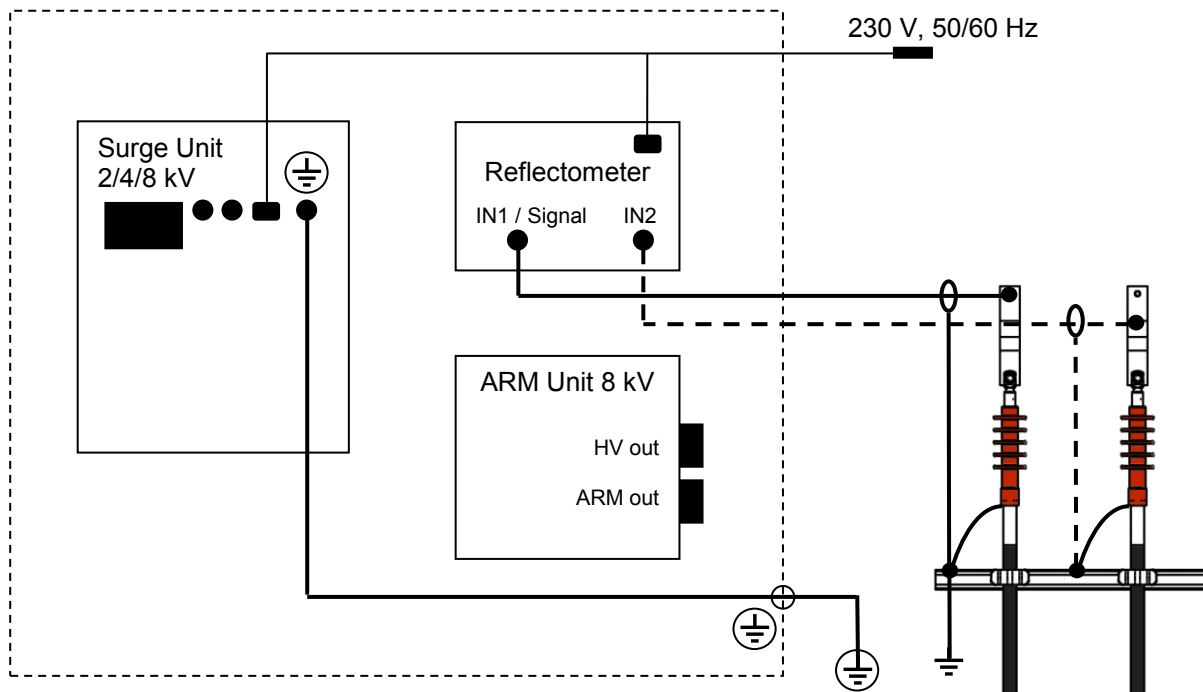 230 V, 50/60 Hz
Surge Unit
2/4/8 kV
Reflectometer
IN1 / Signal
IN2
ARM Unit 8 kV
HV out
ARM out